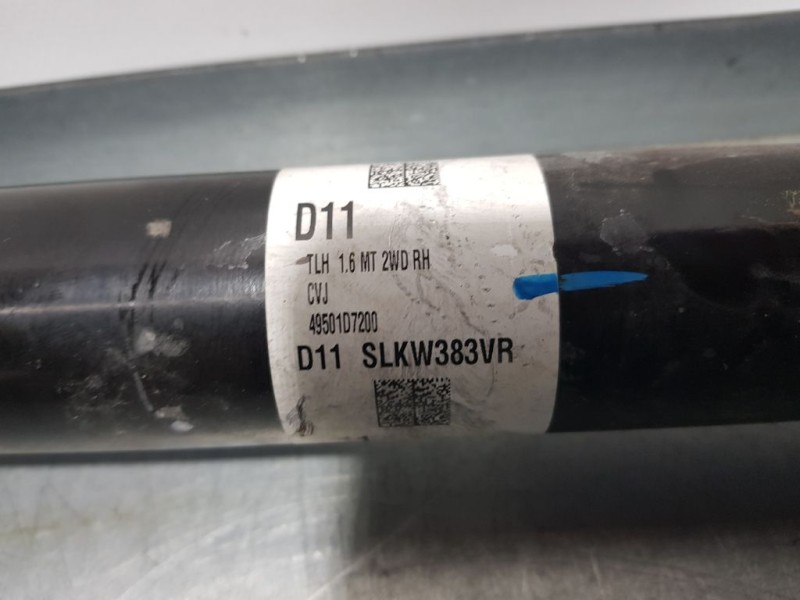 D11
TLH 1.6 MT 2WD RH
CVJ
49501D7200
D11 SLKW383VR